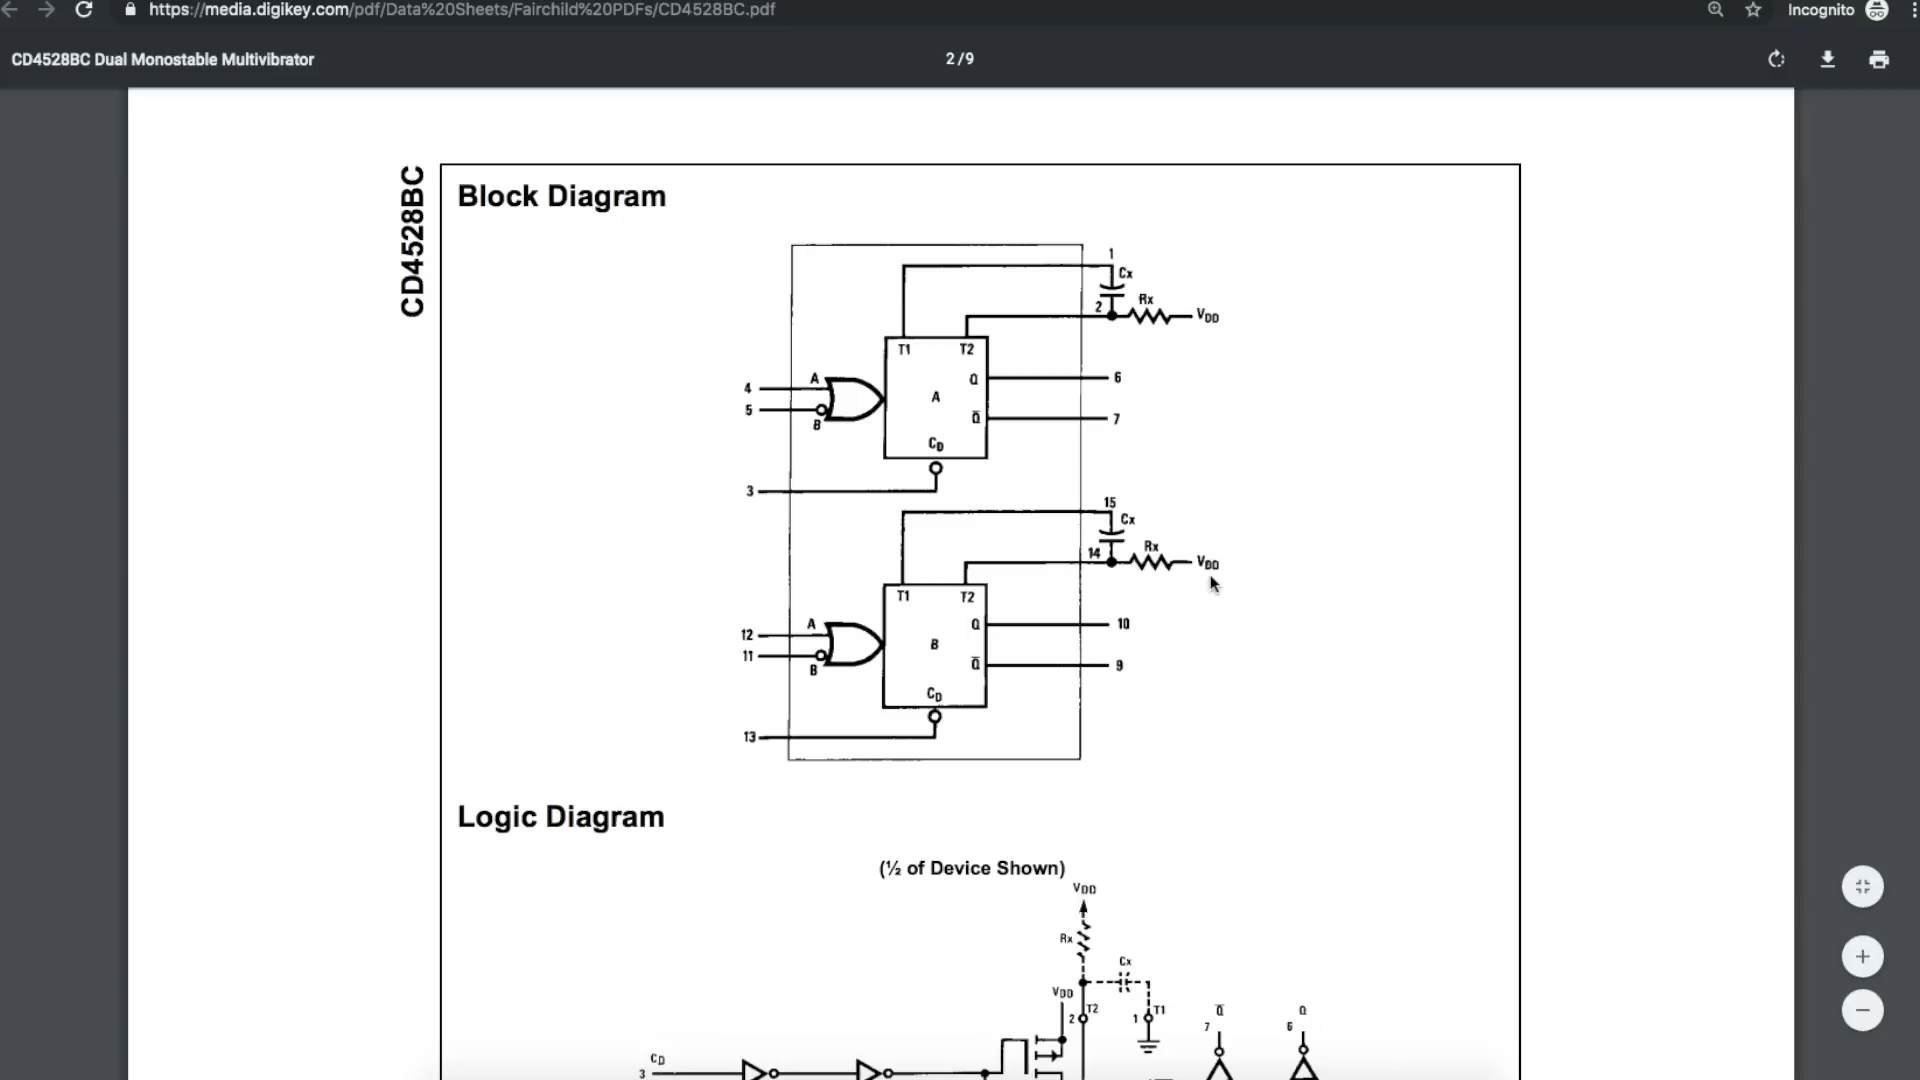 https://media.digikey.com/pdf/Data%20Sheets/Fairchild%20PDFs/CD4528BC.pdf
Incognito
CD4528BC Dual Monostable Multivibrator
2 / 9
CD4528BC
Block Diagram
1
Cx
2
Rx
VDD
T1
T2
A
4
5
B
A
Q
6
Q̅
7
CD
3
15
Cx
14
Rx
VDD
T1
T2
A
12
11
B
B
Q
10
Q̅
9
CD
13
Logic Diagram
(½ of Device Shown)
VDD
Rx
Cx
VDD
2
T2
1
T1
Q̅
7
Q
6
CD
3